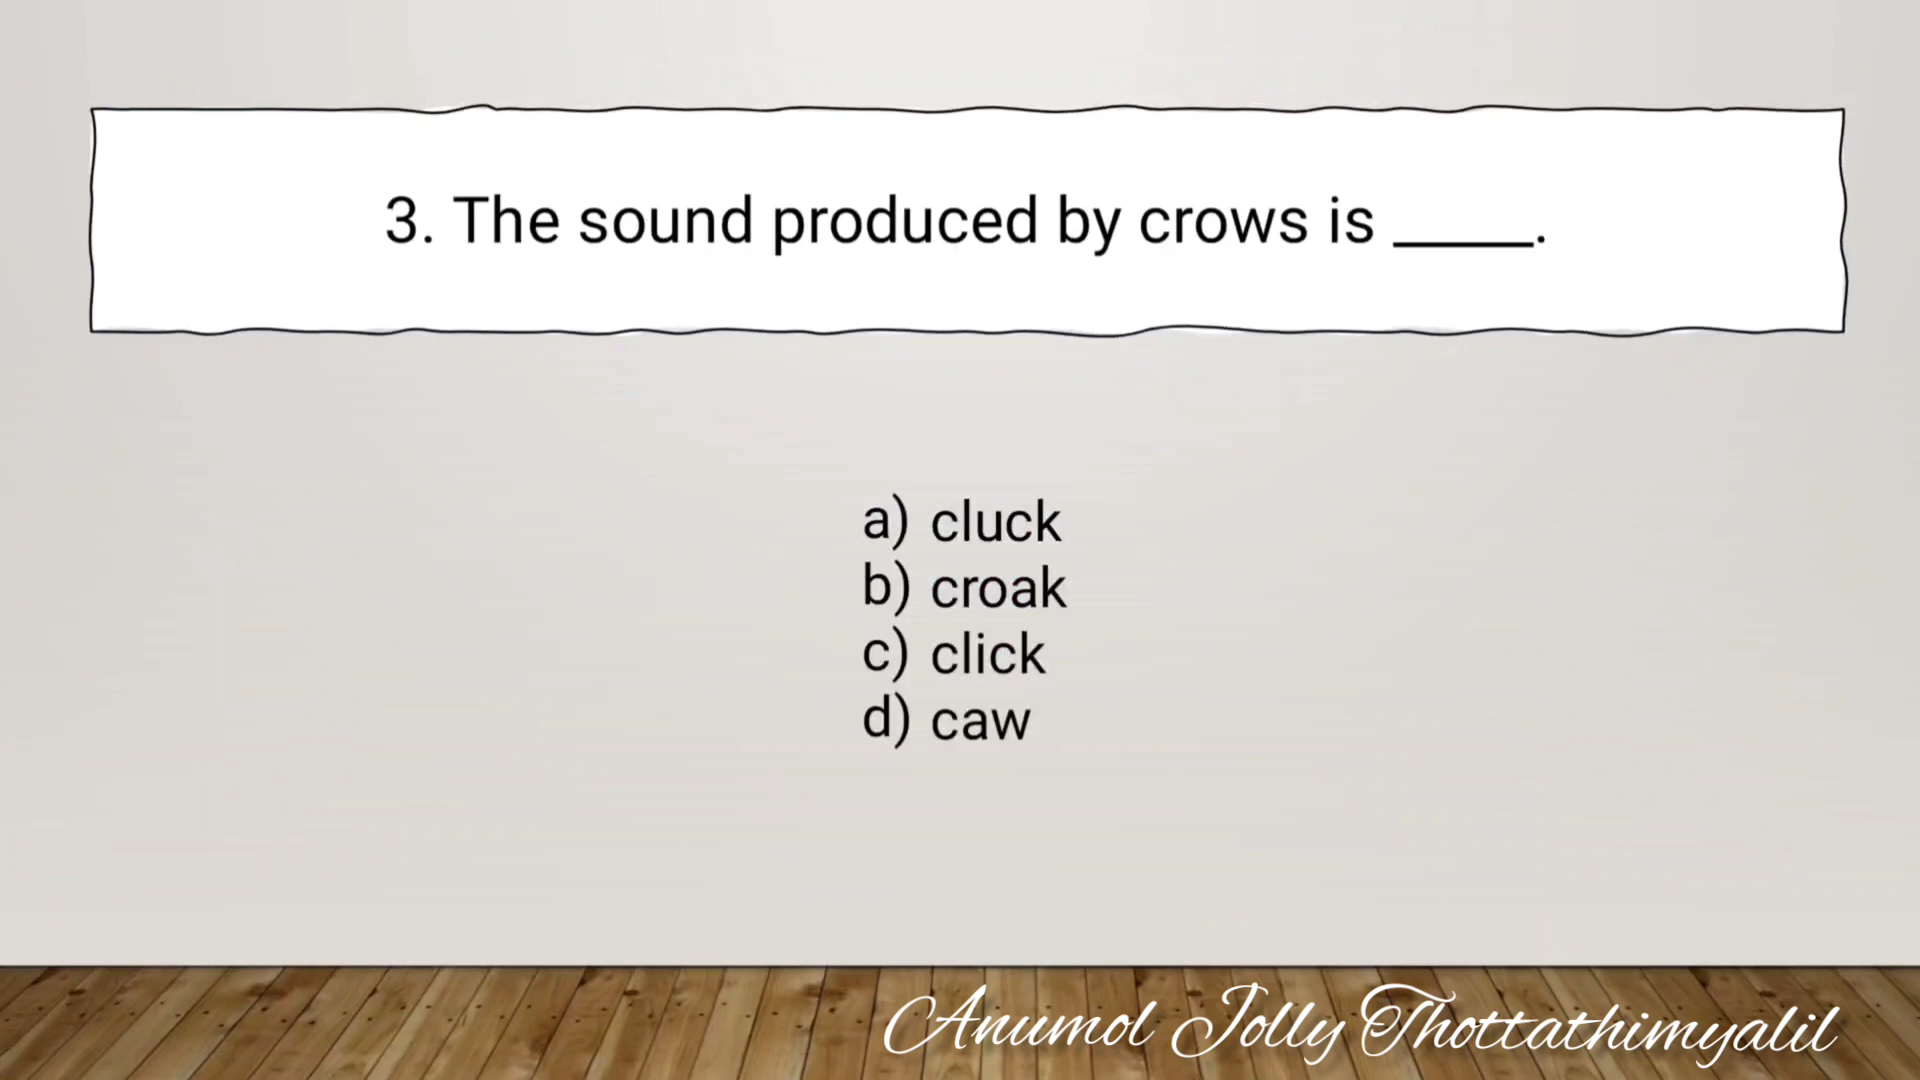 3. The sound produced by crows is _____.
a) cluck
b) croak
c) click
d) caw
Anumol Jolly Thottathimyalil